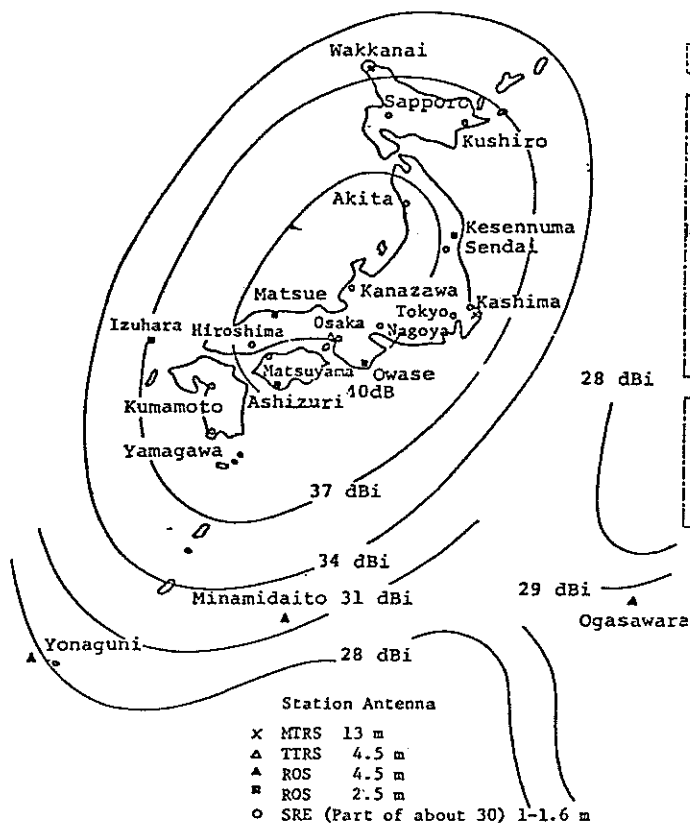 Wakkanai
Sapporo
Kushiro
Akita
Kesennuma
Sendai
Kanazawa
Matsue
Tokyo
Kashima
Izuhara
Hiroshima
Osaka
Nagoya
Matsuyama
Owase
28 dBi
40dB
Kumamoto
Ashizuri
Yamagawa
37 dBi
34 dBi
29 dBi
Minamidaito
31 dBi
Ogasawara
Yonaguni
28 dBi
Station Antenna
x MTRS 13 m
△ TTRS 4.5 m
▲ ROS 4.5 m
■ ROS 2.5 m
o SRE (Part of about 30) 1-1.6 m